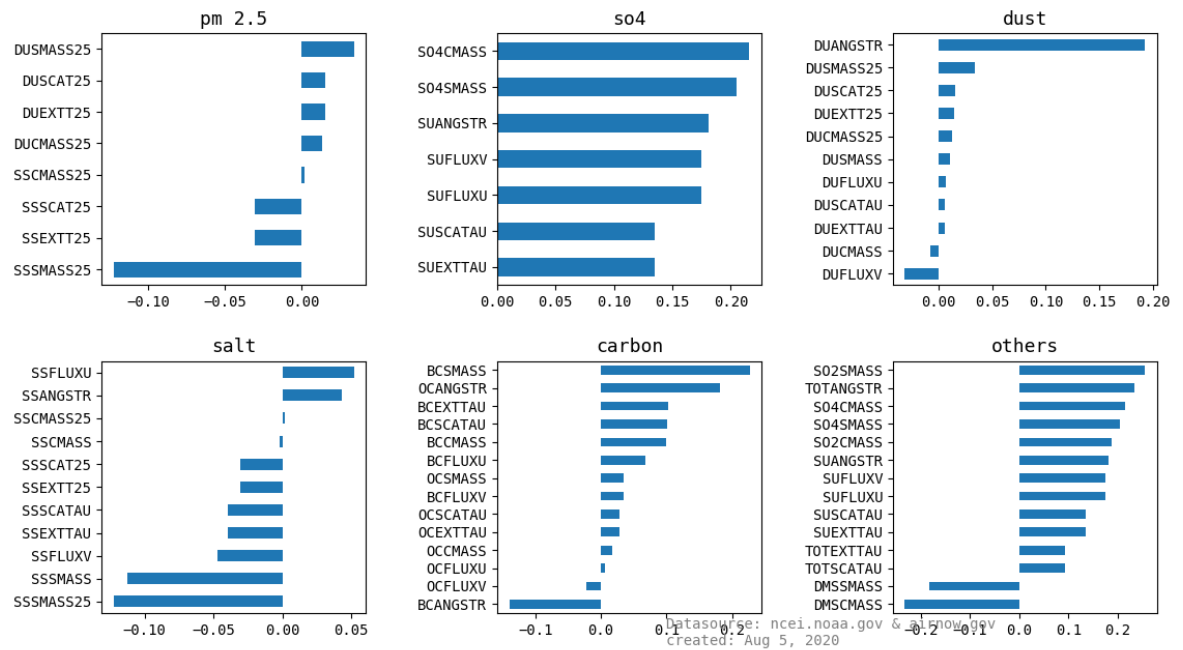 pm 2.5
DUSMASS25
DUSCAT25
DUEXTT25
DUCMASS25
SSCMASS25
SSSCAT25
SSEXTT25
SSSMASS25
−0.10 −0.05 0.00
so4
SO4CMASS
SO4SMASS
SUANGSTR
SUFLUXV
SUFLUXU
SUSCATAU
SUEXTTAU
0.00 0.05 0.10 0.15 0.20
dust
DUANGSTR
DUSMASS25
DUSCAT25
DUEXTT25
DUCMASS25
DUSMASS
DUFLUXU
DUSCATAU
DUEXTTAU
DUCMASS
DUFLUXV
0.00 0.05 0.10 0.15 0.20
salt
SSFLUXU
SSANGSTR
SSCMASS25
SSCMASS
SSSCAT25
SSEXTT25
SSSCATAU
SSEXTTAU
SSFLUXV
SSSMASS
SSSMASS25
−0.10 −0.05 0.00 0.05
carbon
BCSMASS
OCANGSTR
BCEXTTAU
BCSCATAU
BCCMASS
BCFLUXU
OCSMASS
BCFLUXV
OCSCATAU
OCEXTTAU
OCCMASS
OCFLUXU
OCFLUXV
BCANGSTR
−0.1 0.0 0.1 0.2
others
SO2SMASS
TOTANGSTR
SO4CMASS
SO4SMASS
SO2CMASS
SUANGSTR
SUFLUXV
SUFLUXU
SUSCATAU
SUEXTTAU
TOTEXTTAU
TOTSCATAU
DMSSMASS
DMSCMASS
−0.2 −0.1 0.0 0.1 0.2
Datasource: ncei.noaa.gov & airnow.gov
created: Aug 5, 2020